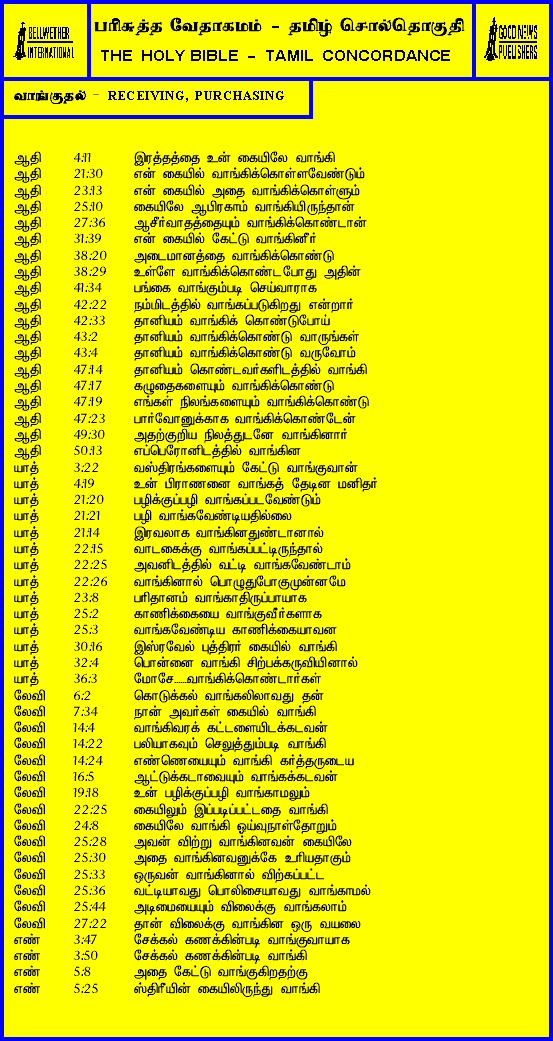 BELLWETHER
INTERNATIONAL
பரிசுத்த வேதாகமம் - தமிழ் சொல்தொகுதி
THE HOLY BIBLE - TAMIL CONCORDANCE
GOOD NEWS
PUBLISHERS
வாங்குதல் - RECEIVING, PURCHASING
ஆதி 4:11 இரத்தத்தை உன் கையிலே வாங்கி
ஆதி 21:30 என் கையில் வாங்கிக்கொள்ளவேண்டும்
ஆதி 23:13 என் கையில் அதை வாங்கிக்கொள்ளும்
ஆதி 25:10 கையிலே ஆபிரகாம் வாங்கியிருந்தான்
ஆதி 27:36 ஆசீர்வாதத்தையும் வாங்கிக்கொண்டான்
ஆதி 31:39 என் கையில் கேட்டு வாங்கினீர்
ஆதி 38:20 அடைமானத்தை வாங்கிக்கொண்டு
ஆதி 38:29 உள்ளே வாங்கிக்கொண்டபோது அதின்
ஆதி 41:34 பங்கை வாங்கும்படி செய்வாராக
ஆதி 42:22 நம்மிடத்தில் வாங்கப்படுகிறது என்றார்
ஆதி 42:33 தானியம் வாங்கிக் கொண்டுபோய்
ஆதி 43:2 தானியம் வாங்கிக்கொண்டு வாருங்கள்
ஆதி 43:4 தானியம் வாங்கிக்கொண்டு வருவோம்
ஆதி 47:14 தானியம் கொண்டவர்களிடத்தில் வாங்கி
ஆதி 47:17 கழுதைகளையும் வாங்கிக்கொண்டு
ஆதி 47:19 எங்கள் நிலங்களையும் வாங்கிக்கொண்டு
ஆதி 47:23 பார்வோனுக்காக வாங்கிக்கொண்டேன்
ஆதி 49:30 அதற்குறிய நிலத்துடனே வாங்கினார்
ஆதி 50:13 எப்பெரோனிடத்தில் வாங்கின
யாத் 3:22 வஸ்திரங்களையும் கேட்டு வாங்குவான்
யாத் 4:19 உன் பிராணனை வாங்கத் தேடின மனிதர்
யாத் 21:20 பழிக்குப்பழி வாங்கப்படவேண்டும்
யாத் 21:21 பழி வாங்கவேண்டியதில்லை
யாத் 21:14 இரவலாக வாங்கினதுண்டானால்
யாத் 22:15 வாடகைக்கு வாங்கப்பட்டிருந்தால்
யாத் 22:25 அவனிடத்தில் வட்டி வாங்கவேண்டாம்
யாத் 22:26 வாங்கினால் பொழுதுபோகுமுன்னமே
யாத் 23:8 பரிதானம் வாங்காதிருப்பாயாக
யாத் 25:2 காணிக்கையை வாங்குவீர்களாக
யாத் 25:3 வாங்கவேண்டிய காணிக்கையாவன
யாத் 30:16 இஸ்ரவேல் புத்திரர் கையில் வாங்கி
யாத் 32:4 பொன்னை வாங்கி சிற்பக்கருவியினால்
யாத் 36:3 மோசே.....வாங்கிக்கொண்டார்கள்
லேவி 6:2 கொடுக்கல் வாங்கலிலாவது தன்
லேவி 7:34 நான் அவர்கள் கையில் வாங்கி
லேவி 14:4 வாங்கிவரக் கட்டளையிடக்கடவன்
லேவி 14:22 பலியாகவும் செலுத்தும்படி வாங்கி
லேவி 14:24 எண்ணெயையும் வாங்கி கர்த்தருடைய
லேவி 16:5 ஆட்டுக்கடாவையும் வாங்கக்கடவன்
லேவி 19:18 உன் பழிக்குப்பழி வாங்காமலும்
லேவி 22:25 கையிலும் இப்படிப்பட்டதை வாங்கி
லேவி 24:8 கையிலே வாங்கி ஓய்வுநாள்தோறும்
லேவி 25:28 அவன் விற்று வாங்கினவன் கையிலே
லேவி 25:30 அதை வாங்கினவனுக்கே உரியதாகும்
லேவி 25:33 ஒருவன் வாங்கினால் விற்கப்பட்ட
லேவி 25:36 வட்டியாவது பொலிசையாவது வாங்காமல்
லேவி 25:44 அடிமையையும் விலைக்கு வாங்கலாம்
லேவி 27:22 தான் விலைக்கு வாங்கின ஒரு வயலை
எண் 3:47 சேக்கல் கணக்கின்படி வாங்குவாயாக
எண் 3:50 சேக்கல் கணக்கின்படி வாங்கி
எண் 5:8 அதை கேட்டு வாங்குகிறதற்கு
எண் 5:25 ஸ்திரீயின் கையிலிருந்து வாங்கி